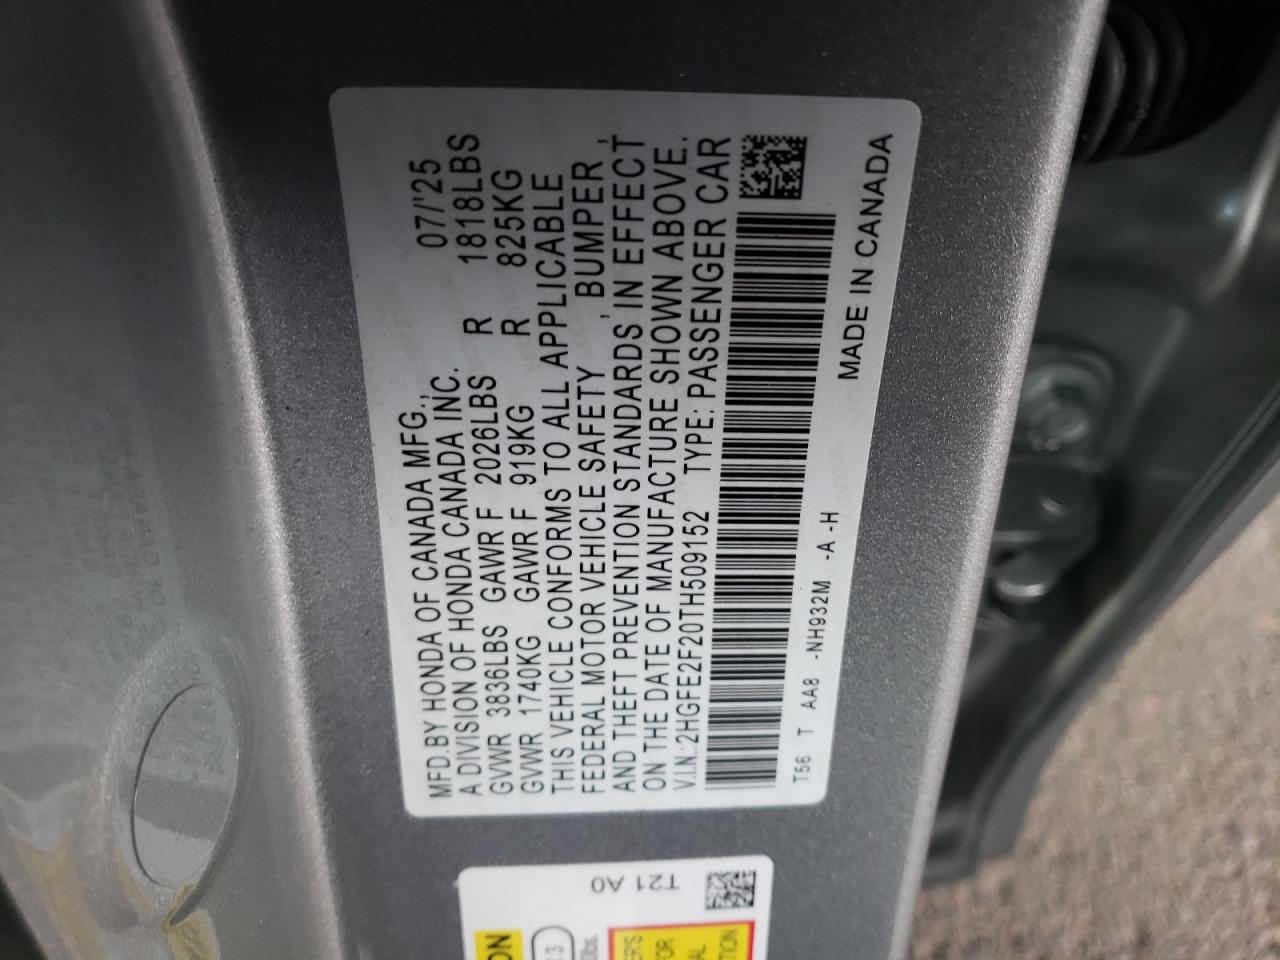 MFD.BY HONDA OF CANADA MFG., 07/'25
A DIVISION OF HONDA CANADA INC.
GVWR 3836LBS GAWR F 2026LBS R 1818LBS
GVWR 1740KG GAWR F 919KG R 825KG
THIS VEHICLE CONFORMS TO ALL APPLICABLE
FEDERAL MOTOR VEHICLE SAFETY , BUMPER ,
AND THEFT PREVENTION STANDARDS IN EFFECT
ON THE DATE OF MANUFACTURE SHOWN ABOVE.
V.I.N.:2HGFE2F20TH509152 TYPE: PASSENGER CAR
T56 T AA8 -NH932M -A -H
MADE IN CANADA
T21 A0